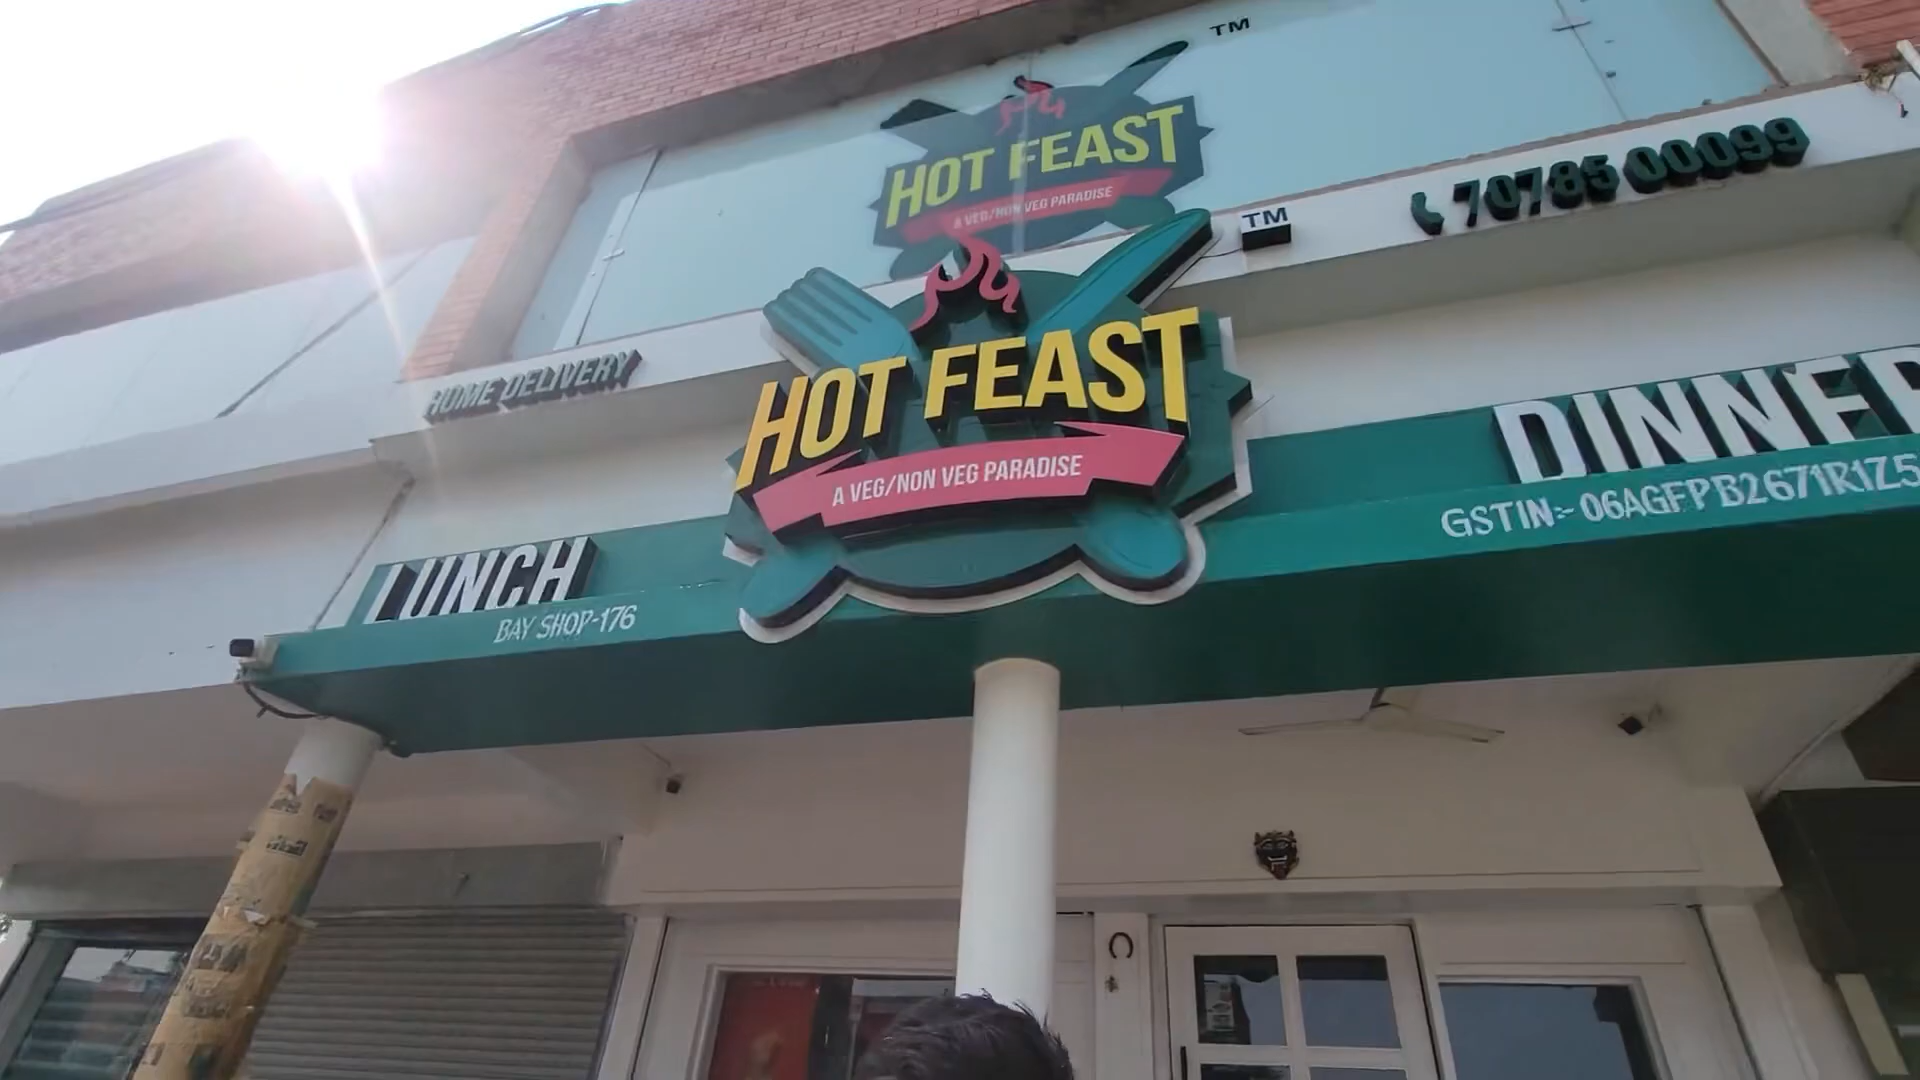 TM
HOT FEAST
A VEG/NON VEG PARADISE
70785 00099
TM
HOME DELIVERY
HOT FEAST
A VEG/NON VEG PARADISE
LUNCH
DINNER
BAY SHOP-176
GSTIN:- 06AGFPB2671R1Z5